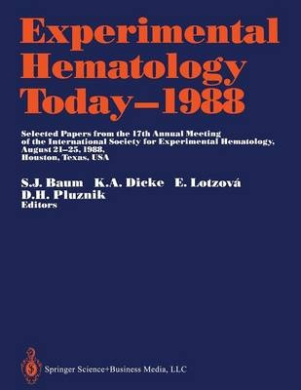 Experimental
Hematology
Today—1988
Selected Papers from the 17th Annual Meeting
of the International Society for Experimental Hematology,
August 21–25, 1988,
Houston, Texas, USA
S.J. Baum K.A. Dicke E. Lotzová
D.H. Pluznik
Editors
Springer Science+Business Media, LLC